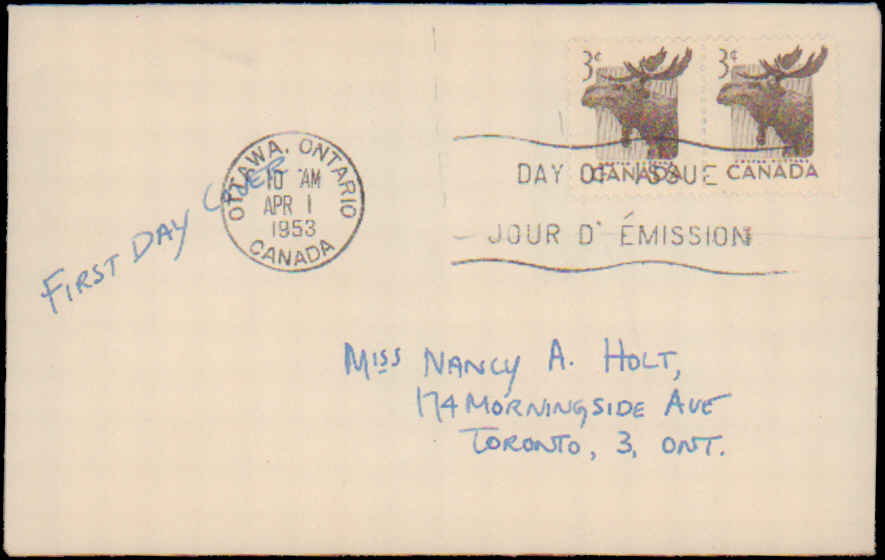 3¢ 3¢
CANADA CANADA
OTTAWA, ONTARIO
10 AM
APR 1
1953
CANADA
DAY OF ISSUE
JOUR D' ÉMISSION
FIRST DAY COVER
MISS NANCY A. HOLT,
174 MORNINGSIDE AVE
TORONTO, 3, ONT.